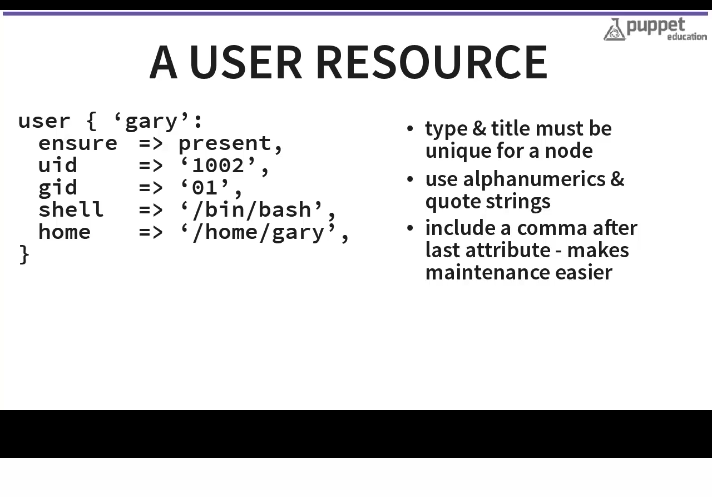 puppet
education
A USER RESOURCE
user { ‘gary’:
ensure => present,
uid => ‘1002’,
gid => ‘01’,
shell => ‘/bin/bash’,
home => ‘/home/gary’,
}
• type & title must be
unique for a node
• use alphanumerics &
quote strings
• include a comma after
last attribute - makes
maintenance easier